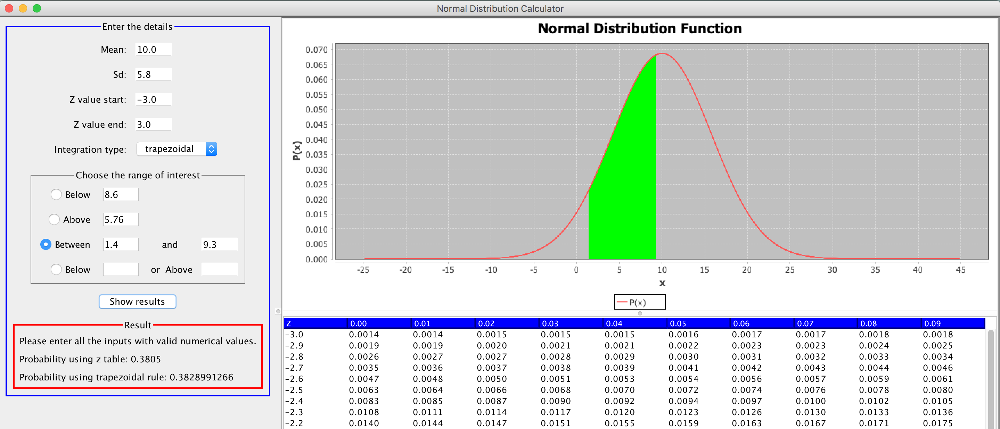 Normal Distribution Calculator
Enter the details
Mean: 10.0
Sd: 5.8
Z value start: -3.0
Z value end: 3.0
Integration type: trapezoidal
Choose the range of interest
Below 8.6
Above 5.76
Between 1.4 and 9.3
Below or Above
Show results
Result
Please enter all the inputs with valid numerical values.
Probability using z table: 0.3805
Probability using trapezoidal rule: 0.3828991266
Normal Distribution Function
P(x)
0.070
0.065
0.060
0.055
0.050
0.045
0.040
0.035
0.030
0.025
0.020
0.015
0.010
0.005
0.000
-25 -20 -15 -10 -5 0 5 10 15 20 25 30 35 40 45
x
P(x)
Z 0.00 0.01 0.02 0.03 0.04 0.05 0.06 0.07 0.08 0.09
-3.0 0.0014 0.0014 0.0015 0.0015 0.0015 0.0016 0.0017 0.0017 0.0018 0.0018
-2.9 0.0019 0.0019 0.0020 0.0021 0.0021 0.0022 0.0023 0.0023 0.0024 0.0025
-2.8 0.0026 0.0027 0.0027 0.0028 0.0029 0.0030 0.0031 0.0032 0.0033 0.0034
-2.7 0.0035 0.0036 0.0037 0.0038 0.0039 0.0041 0.0042 0.0043 0.0044 0.0046
-2.6 0.0047 0.0048 0.0050 0.0051 0.0053 0.0054 0.0056 0.0057 0.0059 0.0061
-2.5 0.0063 0.0064 0.0066 0.0068 0.0070 0.0072 0.0074 0.0076 0.0078 0.0080
-2.4 0.0083 0.0085 0.0087 0.0090 0.0092 0.0094 0.0097 0.0100 0.0102 0.0105
-2.3 0.0108 0.0111 0.0114 0.0117 0.0120 0.0123 0.0126 0.0130 0.0133 0.0136
-2.2 0.0140 0.0144 0.0147 0.0151 0.0155 0.0159 0.0163 0.0167 0.0171 0.0175